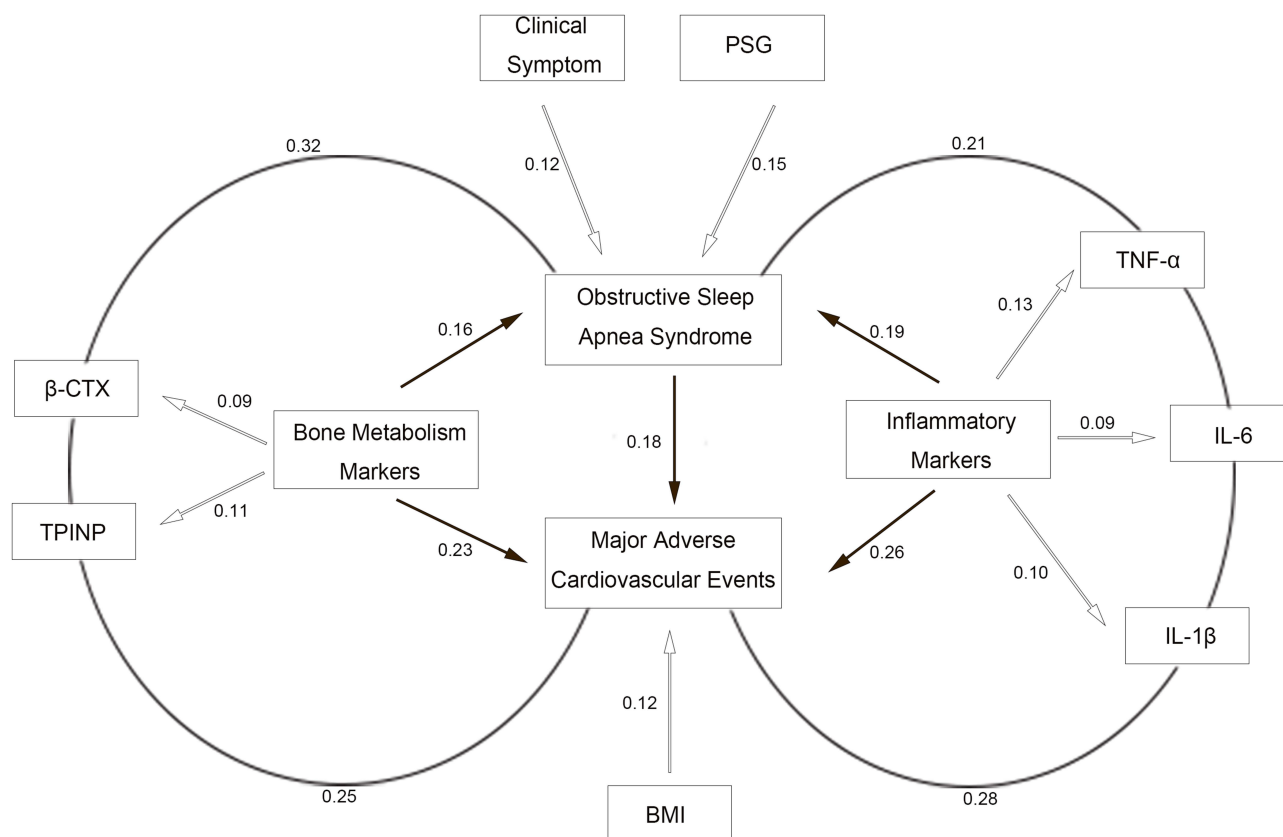 Clinical
Symptom
PSG
0.32
0.21
0.12
0.15
TNF-α
Obstructive Sleep
Apnea Syndrome
0.13
0.16
0.19
β-CTX
0.09
Bone Metabolism
Markers
Inflammatory
Markers
0.09
IL-6
0.18
0.11
TPINP
0.23
Major Adverse
Cardiovascular Events
0.26
0.10
IL-1β
0.12
0.25
0.28
BMI